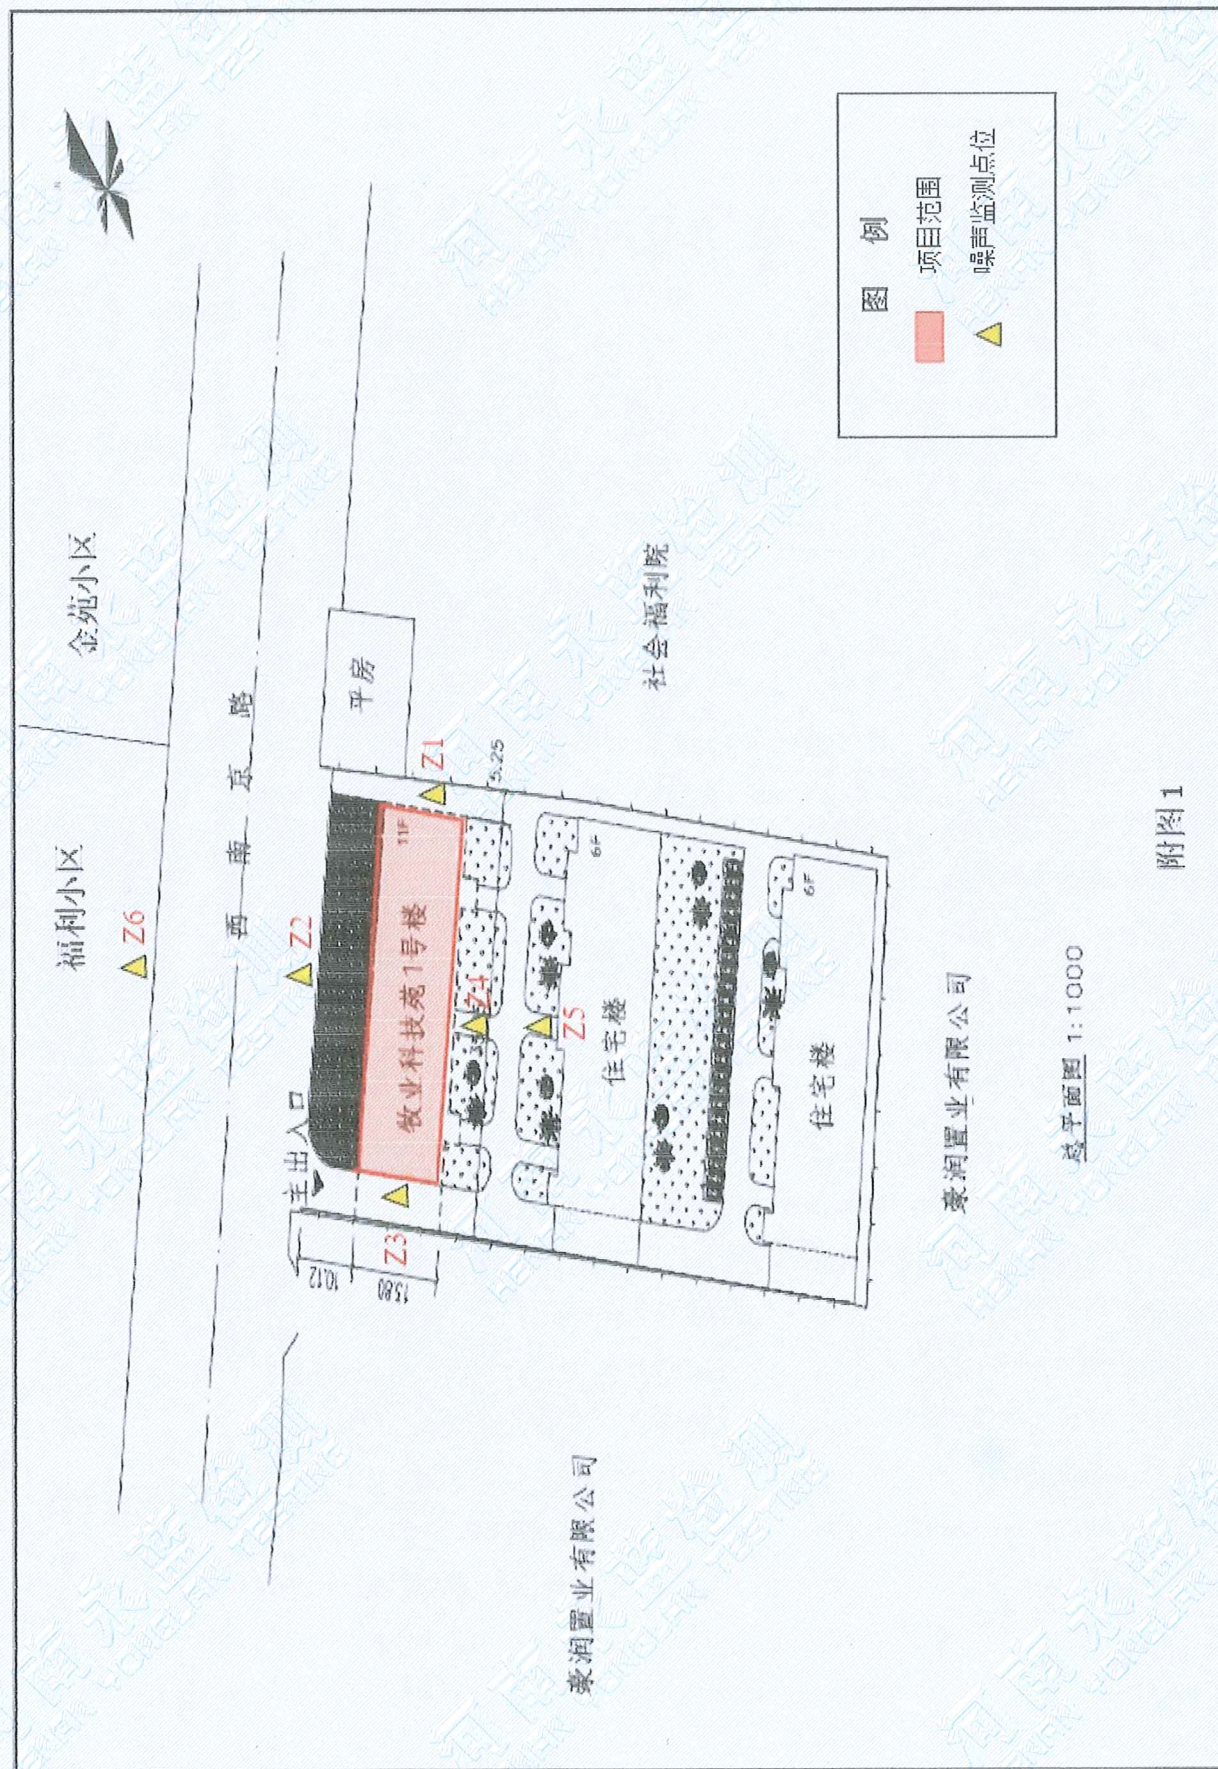 福利小区
金苑小区
Z6
西 南 京 路
Z2
主出入口
10.12
平房
牧业科技苑1号楼
11F
Z3
Z1
Z4
5.25
Z5
住宅楼
6F
社会福利院
豪润置业有限公司
住宅楼
6F
图 例
项目范围
噪声监测点位
豪润置业有限公司
总平面图 1:1000
附图1